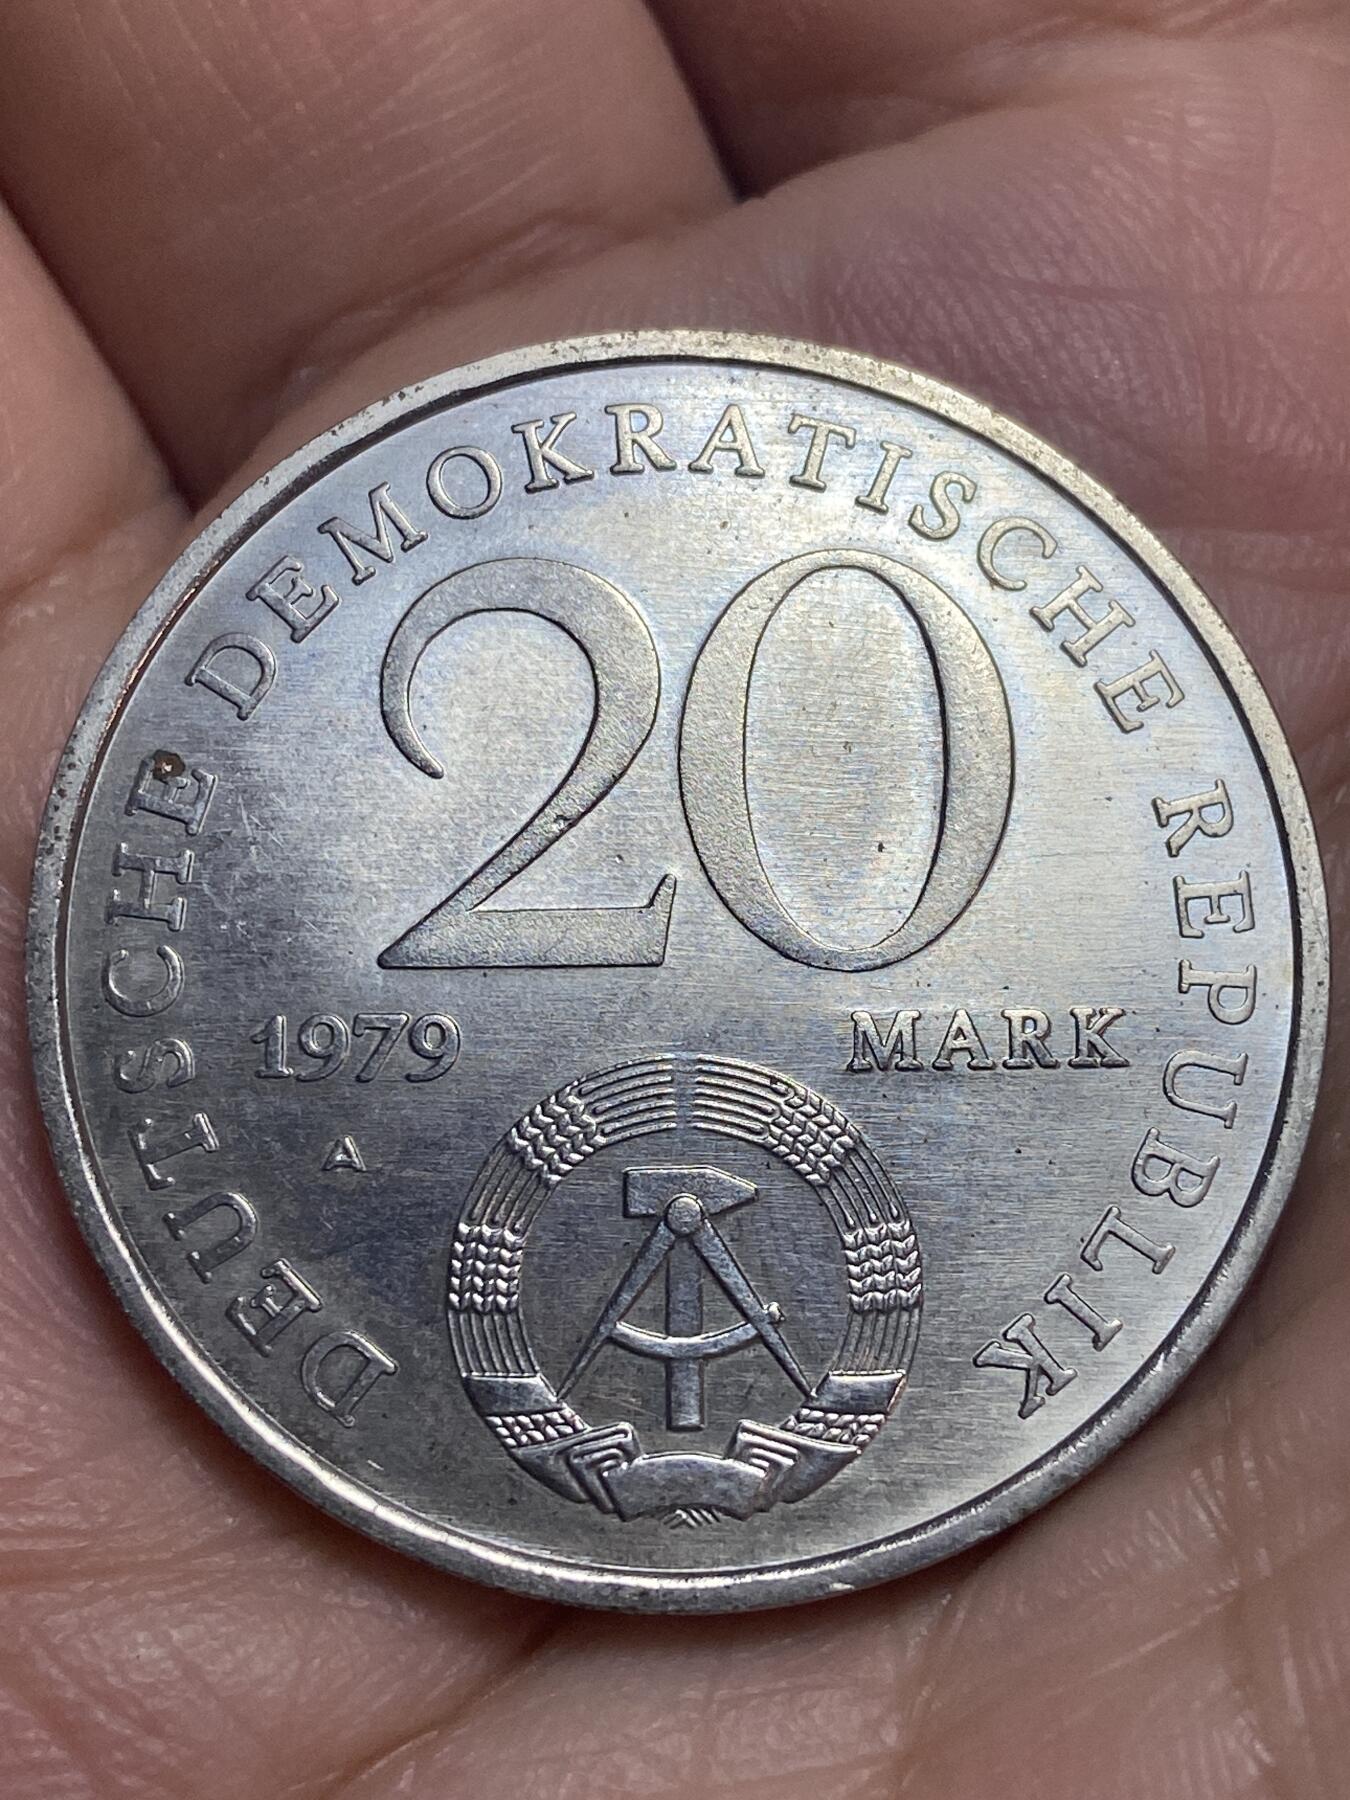 DEUTSCHE DEMOKRATISCHE REPUBLIK
20
1979 MARK
A